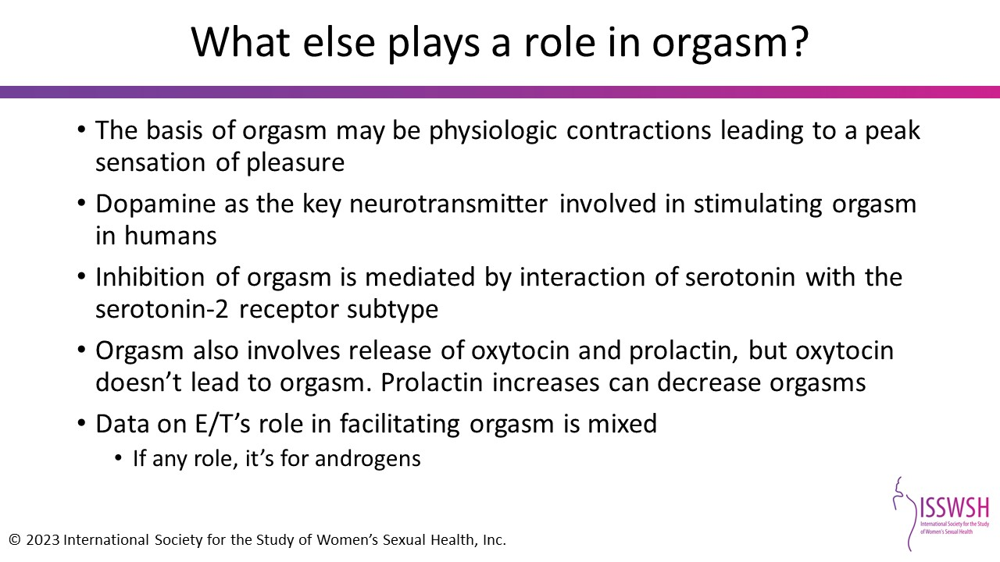 What else plays a role in orgasm?
• The basis of orgasm may be physiologic contractions leading to a peak
sensation of pleasure
• Dopamine as the key neurotransmitter involved in stimulating orgasm
in humans
• Inhibition of orgasm is mediated by interaction of serotonin with the
serotonin-2 receptor subtype
• Orgasm also involves release of oxytocin and prolactin, but oxytocin
doesn’t lead to orgasm. Prolactin increases can decrease orgasms
• Data on E/T’s role in facilitating orgasm is mixed
• If any role, it’s for androgens
ISSWSH
International Society for the Study
of Women’s Sexual Health
© 2023 International Society for the Study of Women’s Sexual Health, Inc.